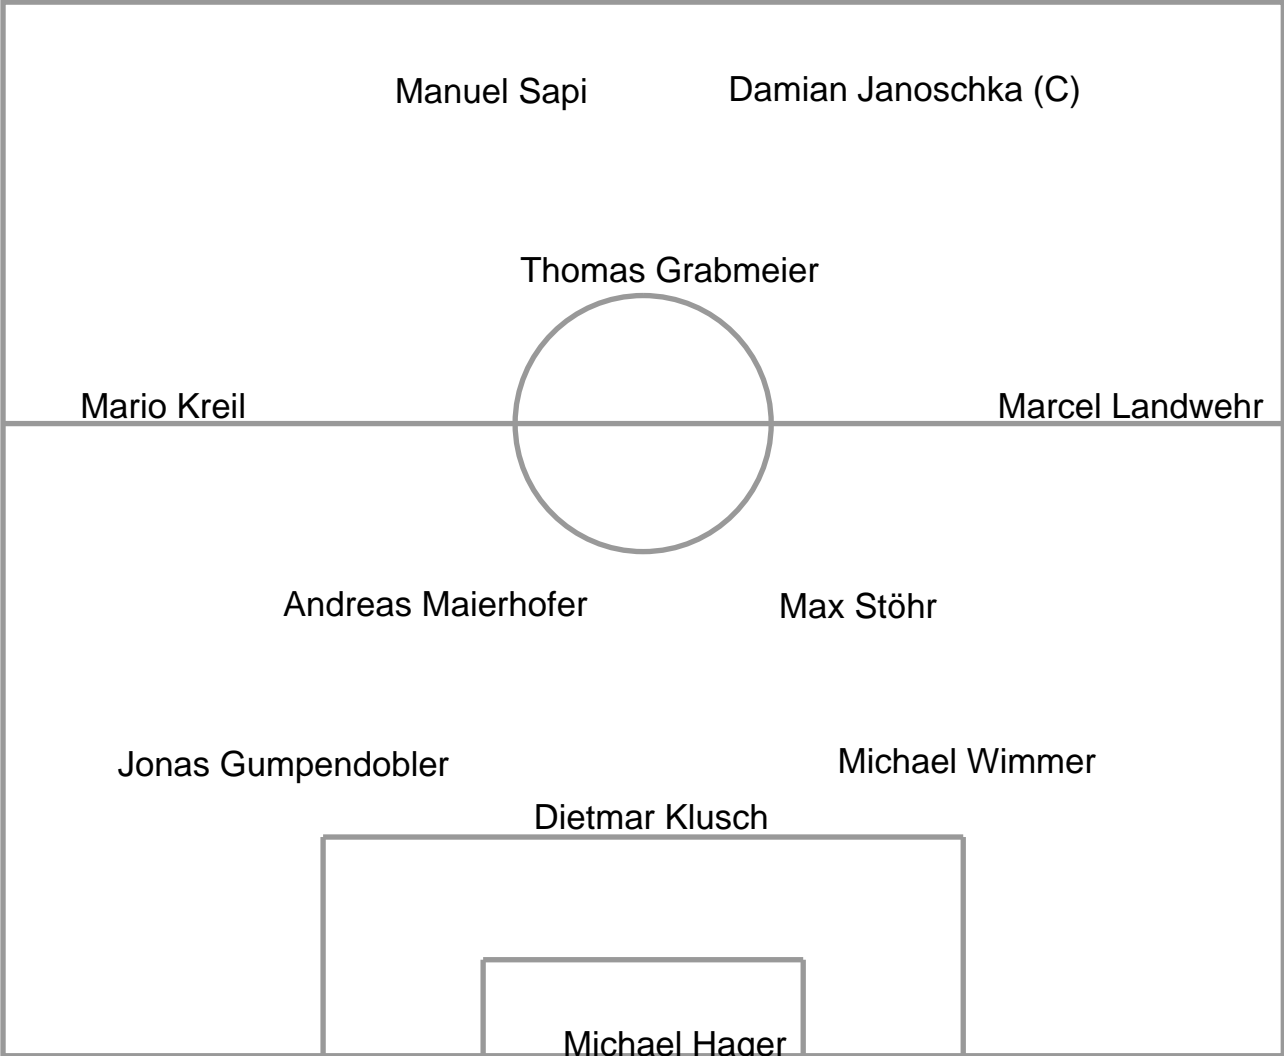 Manuel Sapi
Damian Janoschka (C)
Thomas Grabmeier
Mario Kreil
Marcel Landwehr
Andreas Maierhofer
Max Stöhr
Jonas Gumpendobler
Michael Wimmer
Dietmar Klusch
Michael Hager